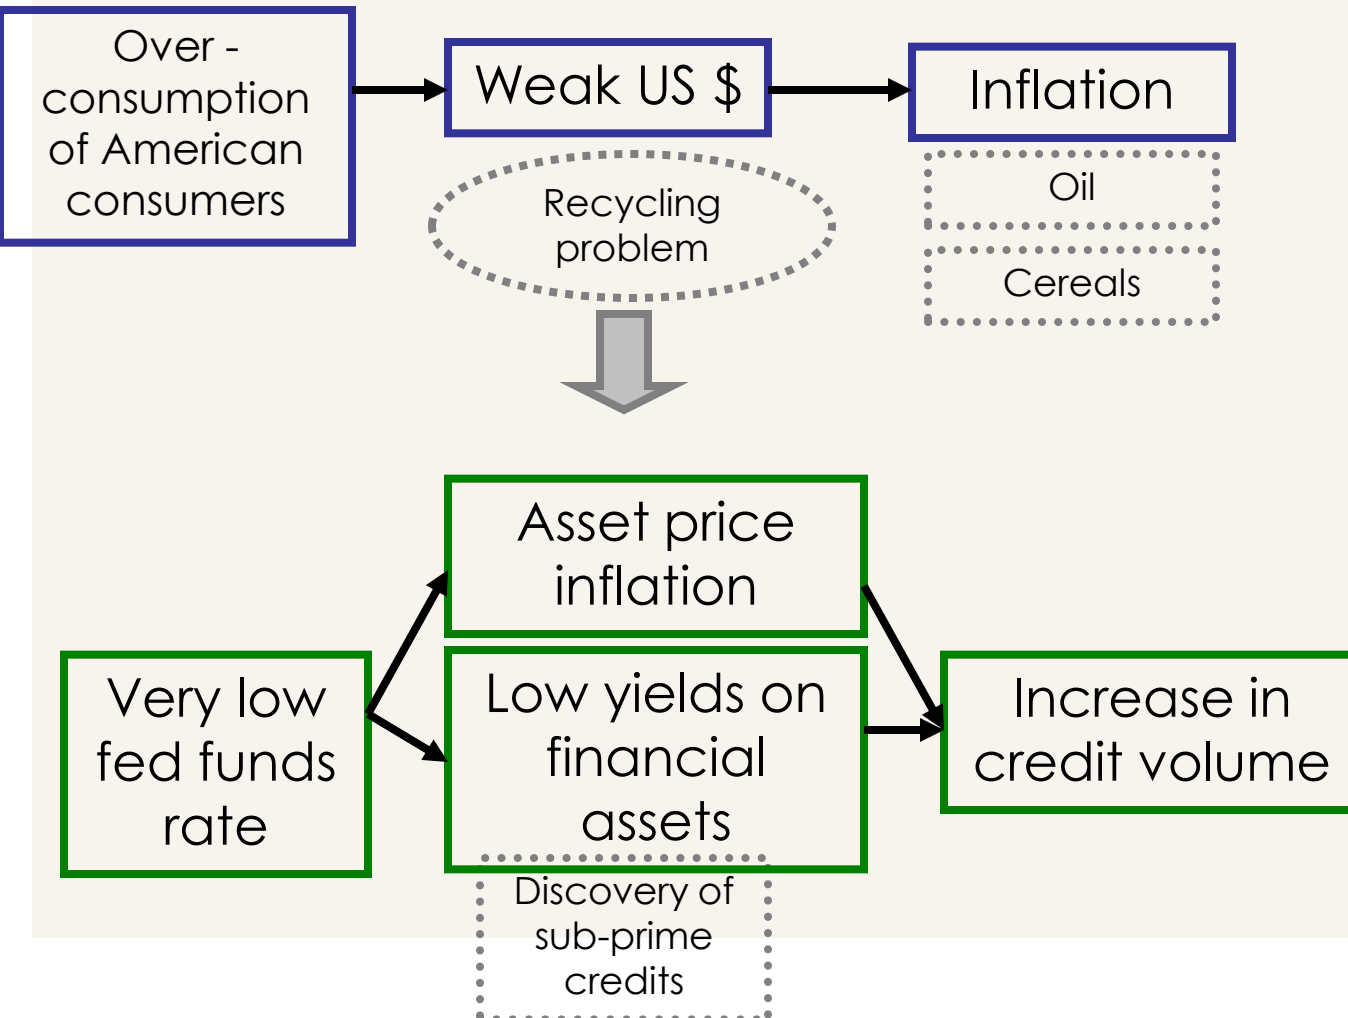 Over -
consumption
of American
consumers
Weak US $
Inflation
Recycling
problem
Oil
Cereals
Asset price
inflation
Very low
fed funds
rate
Low yields on
financial
assets
Increase in
credit volume
Discovery of
sub-prime
credits